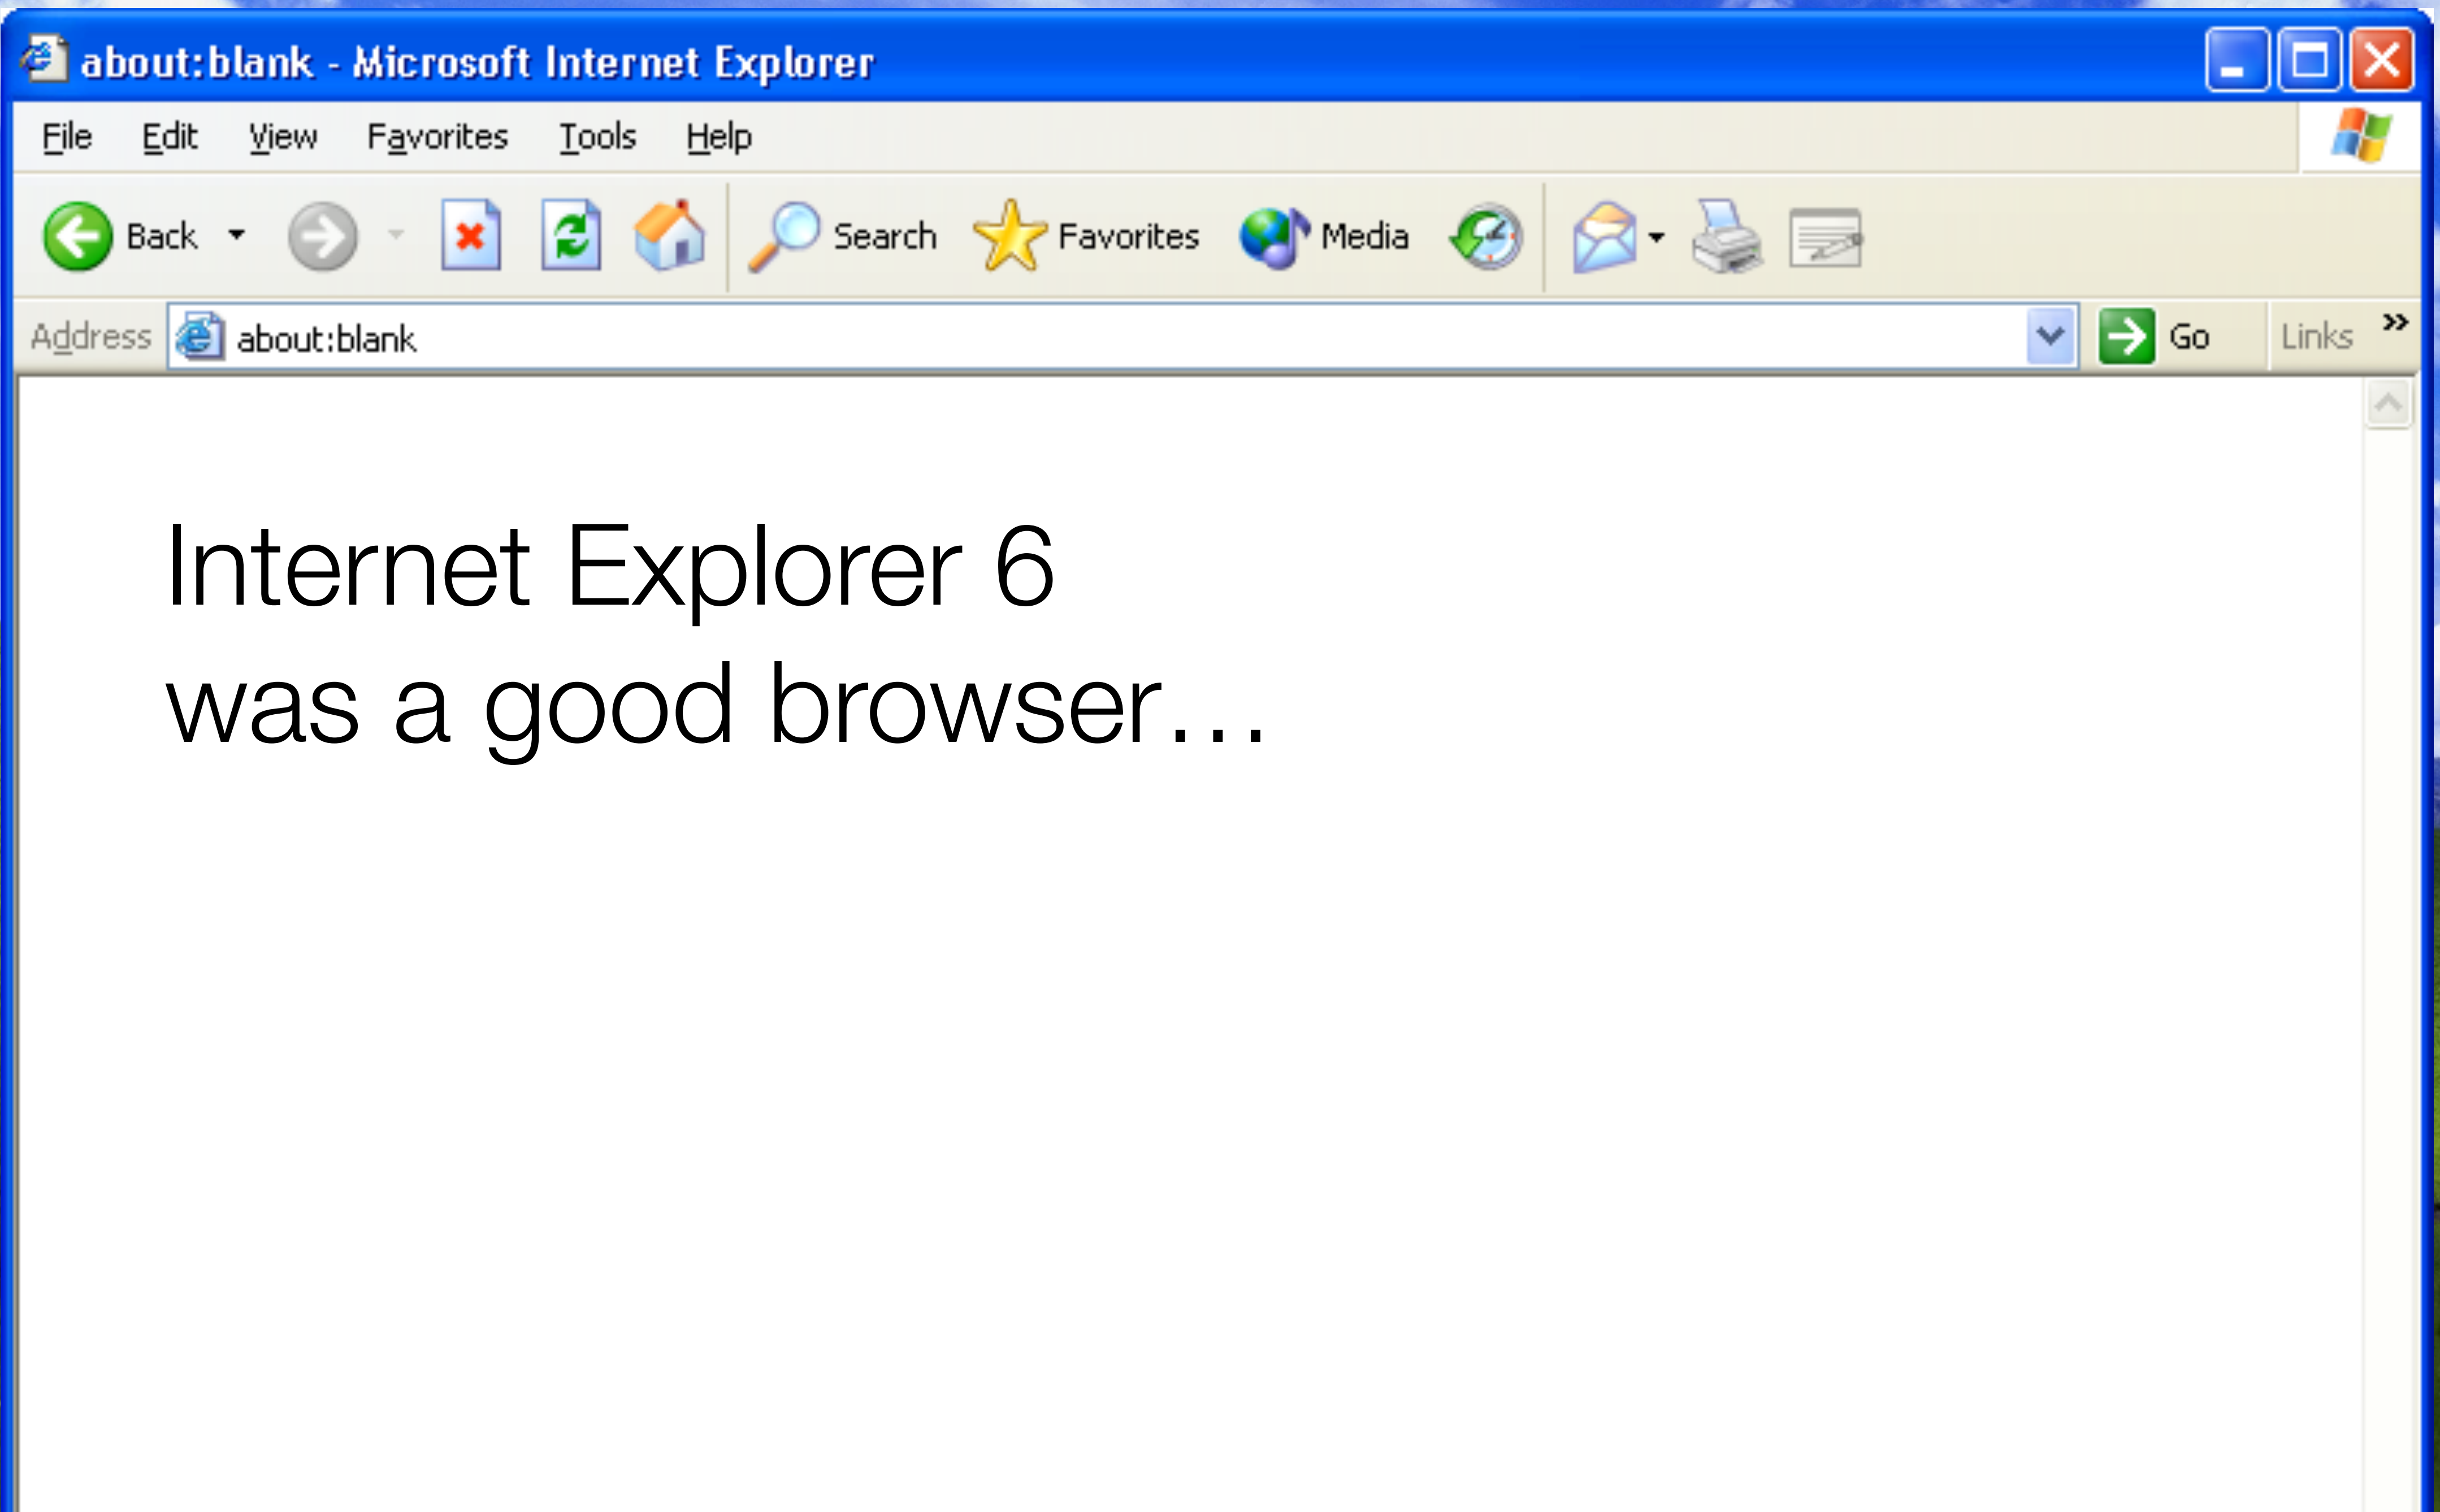 about:blank - Microsoft Internet Explorer
File Edit View Favorites Tools Help
Back Search Favorites Media
Address about:blank Go Links »
Internet Explorer 6
was a good browser…